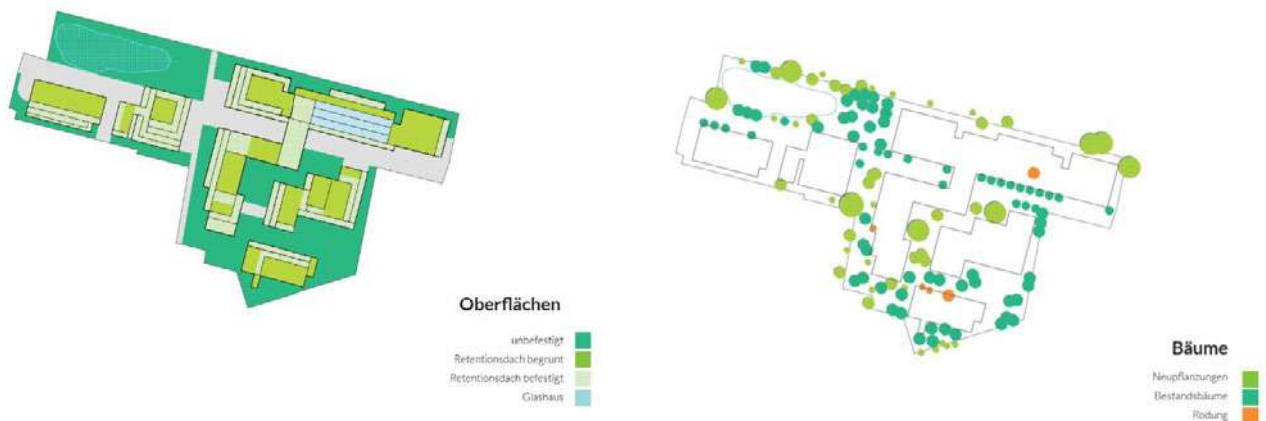 Oberflächen
unbefestigt
Retentionsdach begrünt
Retentionsdach befestigt
Glashaus
Bäume
Neupflanzungen
Bestandsbäume
Rodung